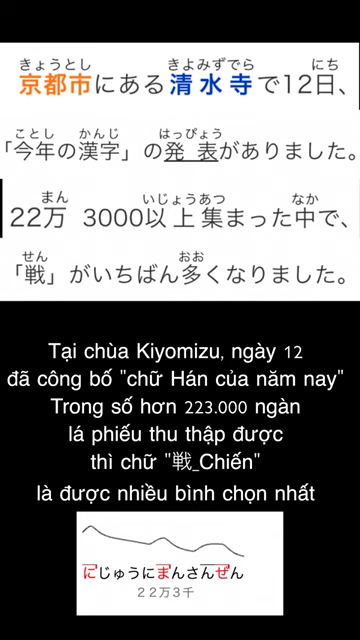 きょうとし きよみずでら にち
京都市にある清水寺で12日、
ことし かんじ はっぴょう
「今年の漢字」の発表がありました。
まん いじょうあつ なか
22万 3000以上集まった中で、
せん おお
「戦」がいちばん多くなりました。
Tại chùa Kiyomizu, ngày 12
đã công bố "chữ Hán của năm nay"
Trong số hơn 223.000 ngàn
lá phiếu thu thập được
thì chữ "戦_Chiến"
là được nhiều bình chọn nhất
にじゅうにまんさんぜん
２２万３千